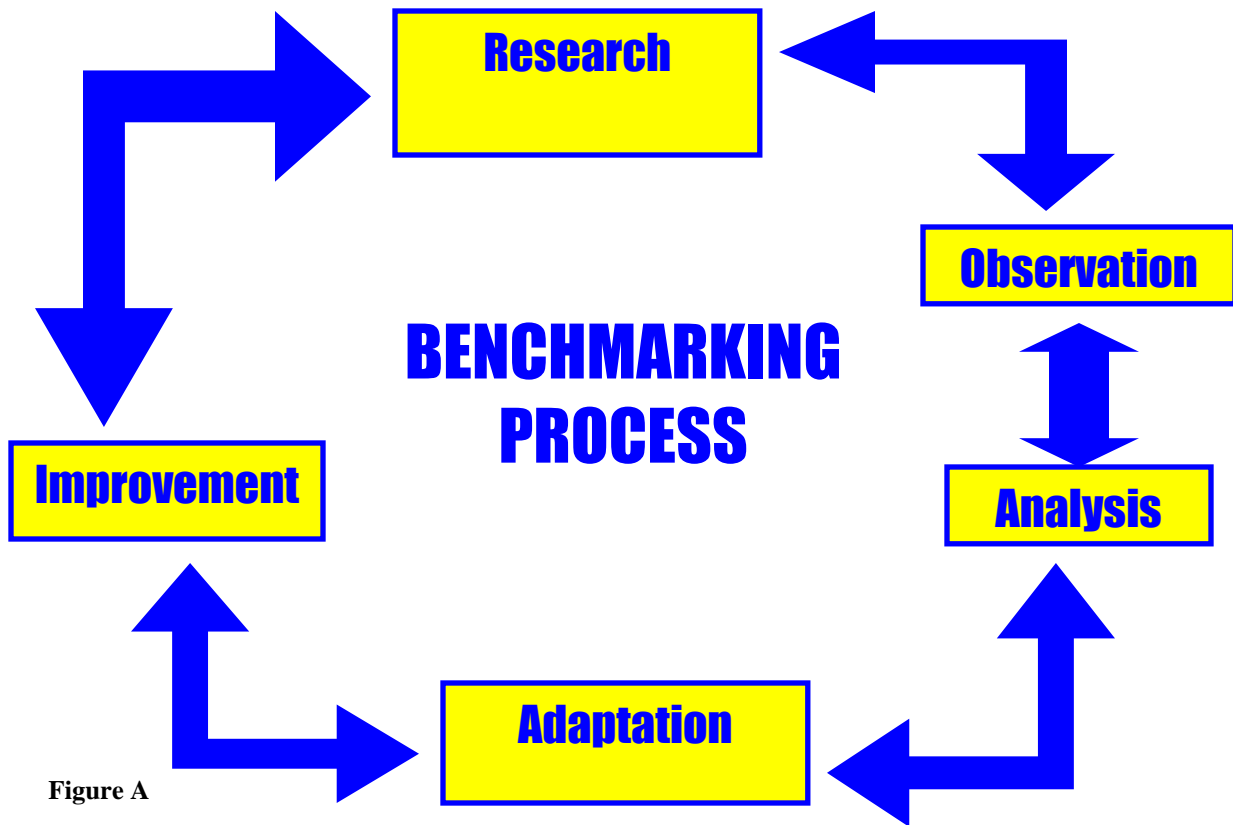 Research
Observation
BENCHMARKING
PROCESS
Improvement
Analysis
Adaptation
Figure A